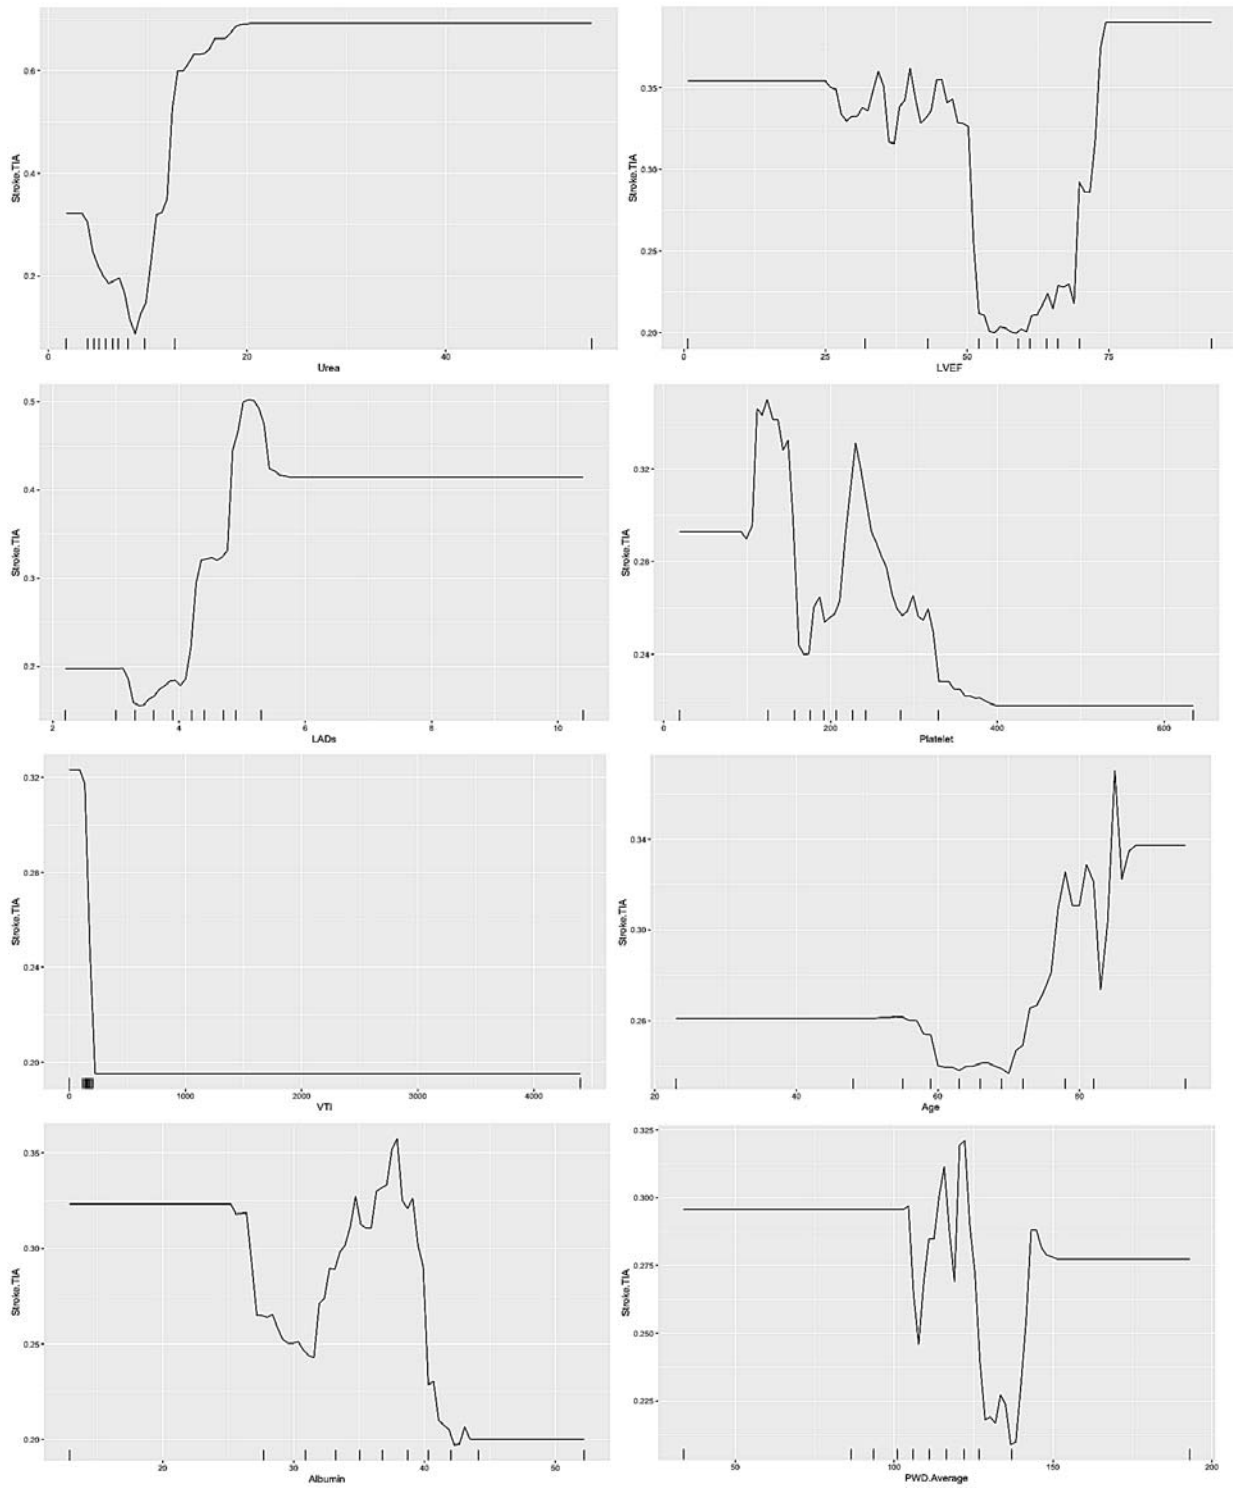 Stroke.TIA
0.6
0.4
0.2
0 20 40
Urea
Stroke.TIA
0.35
0.30
0.25
0.20
0 25 50 75
LVEF
Stroke.TIA
0.5
0.4
0.3
0.2
2 4 6 8 10
LADs
Stroke.TIA
0.32
0.28
0.24
0 200 400 600
Platelet
Stroke.TIA
0.32
0.28
0.24
0.20
0 1000 2000 3000 4000
VTI
Stroke.TIA
0.34
0.30
0.26
20 40 60 80
Age
Stroke.TIA
0.35
0.30
0.25
0.20
20 30 40 50
Albumin
Stroke.TIA
0.325
0.300
0.275
0.250
0.225
50 100 150 200
PWD.Average